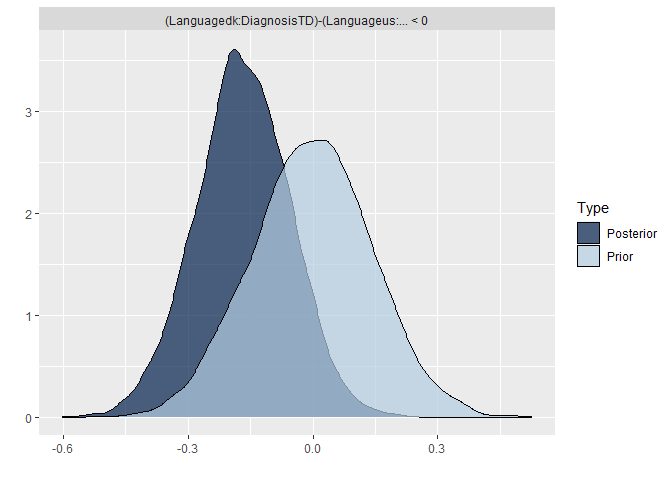 (Languagedk:DiagnosisTD)-(Languageus:... < 0
3
2
1
0
-0.6
-0.3
0.0
0.3
Type
Posterior
Prior